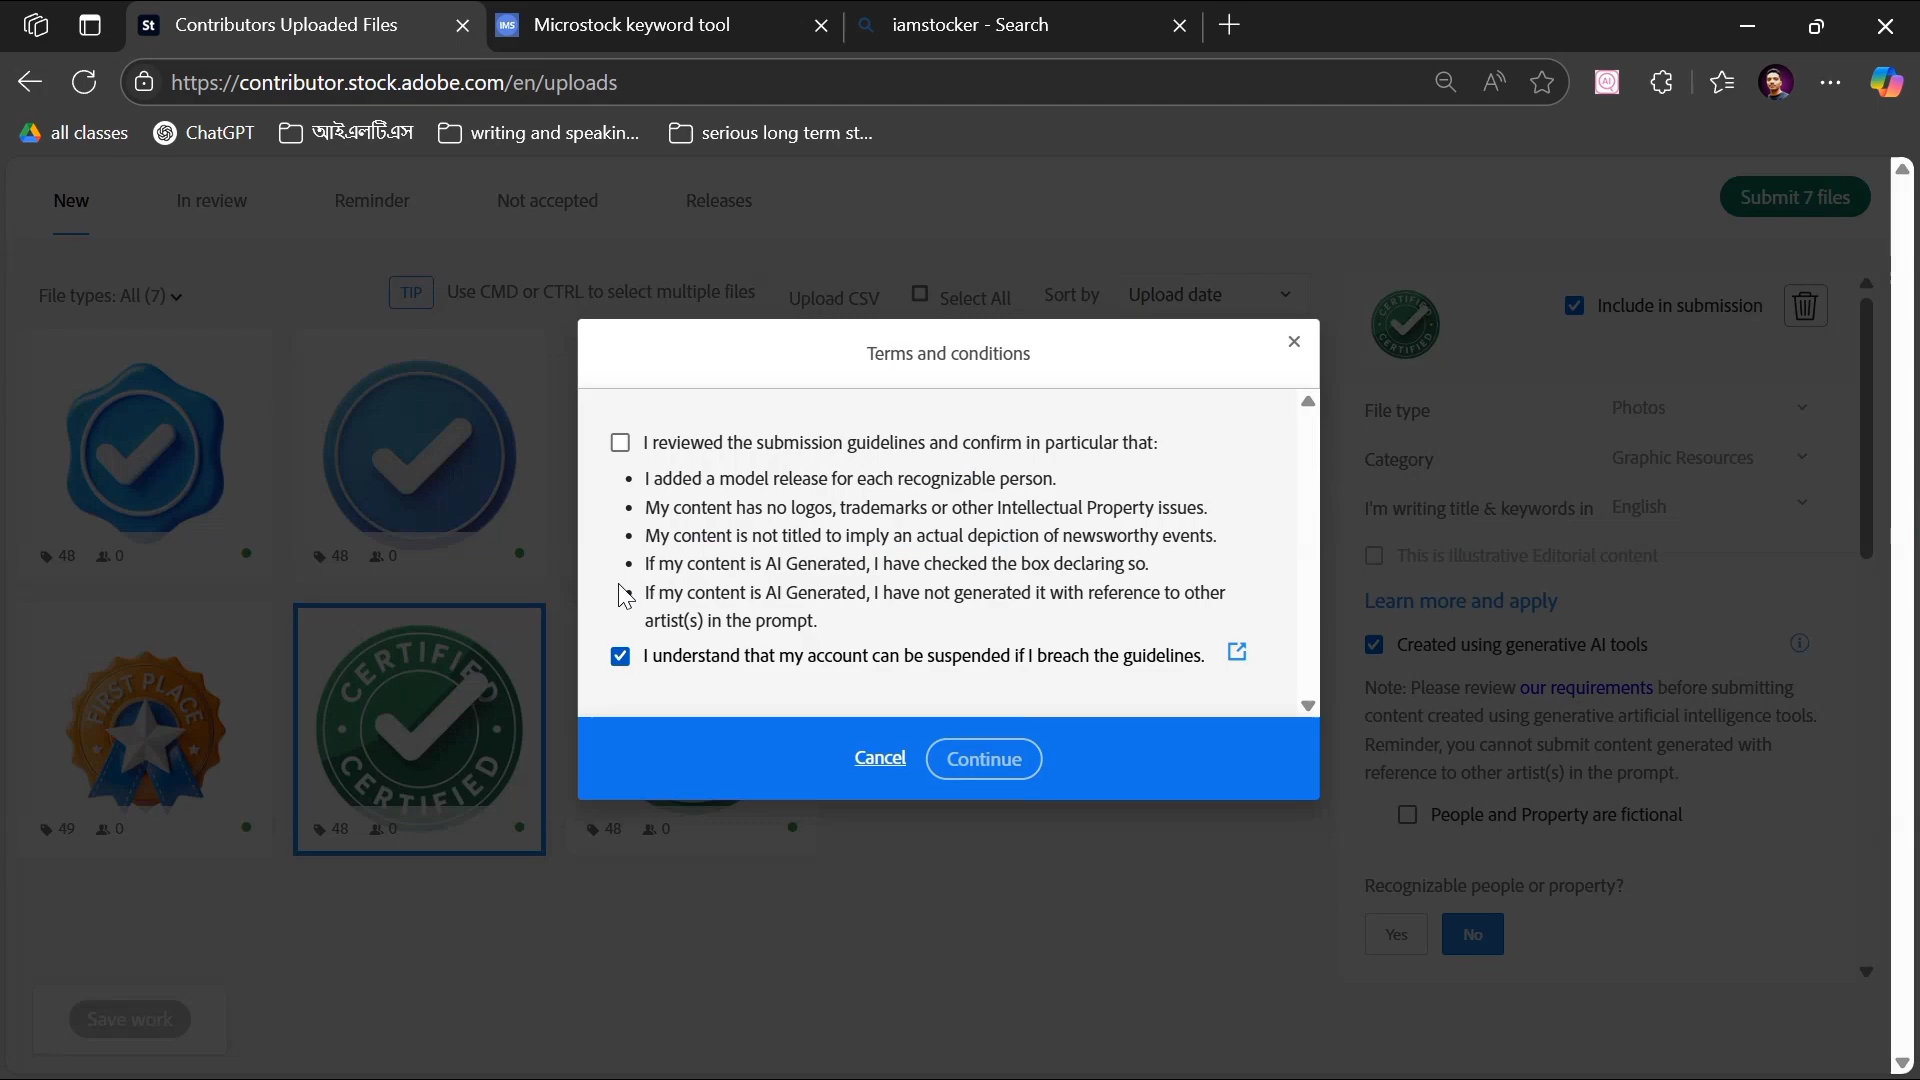 Contributors Uploaded Files
Microstock keyword tool
iamstocker - Search
https://contributor.stock.adobe.com/en/uploads
all classes
ChatGPT
আইএলটিএস
writing and speakin...
serious long term st...
New
In review
Reminder
Not accepted
Releases
Submit 7 files
File types: All (7)
TIP
Use CMD or CTRL to select multiple files
Upload CSV
Select All
Sort by
Upload date
Include in submission
Terms and conditions
I reviewed the submission guidelines and confirm in particular that:
• I added a model release for each recognizable person.
• My content has no logos, trademarks or other Intellectual Property issues.
• My content is not titled to imply an actual depiction of newsworthy events.
• If my content is AI Generated, I have checked the box declaring so.
• If my content is AI Generated, I have not generated it with reference to other
artist(s) in the prompt.
I understand that my account can be suspended if I breach the guidelines.
Cancel
Continue
48
0
48
0
FIRST PLACE
CERTIFIED
CERTIFIED
49
0
48
0
48
0
Save work
CERTIFIED
CERTIFIED
File type
Photos
Category
Graphic Resources
I'm writing title & keywords in
English
This is Illustrative Editorial content
Learn more and apply
Created using generative AI tools
Note: Please review our requirements before submitting
content created using generative artificial intelligence tools.
Reminder, you cannot submit content generated with
reference to other artist(s) in the prompt.
People and Property are fictional
Recognizable people or property?
Yes
No